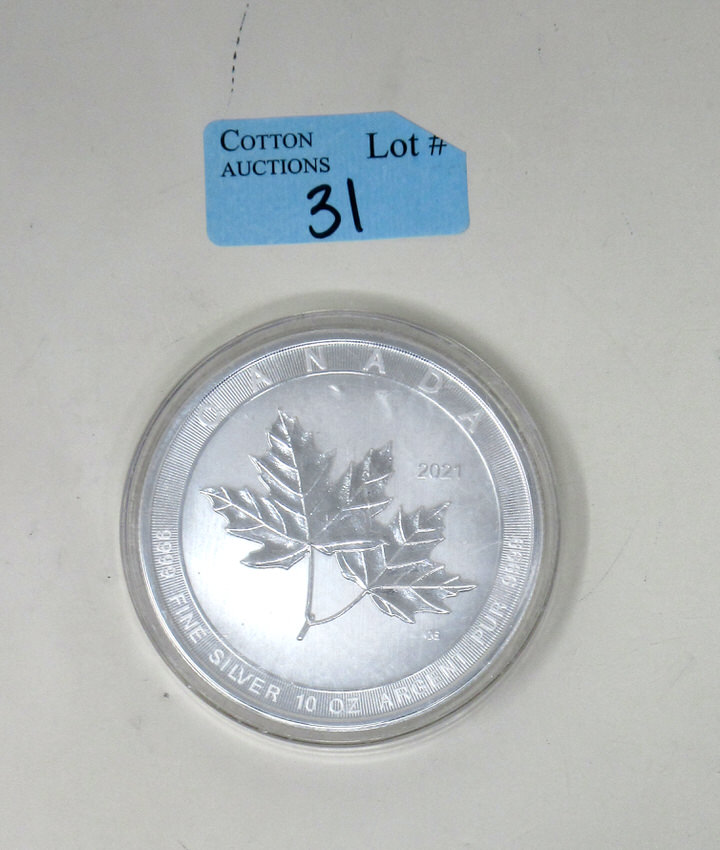 COTTON
AUCTIONS
Lot #
31
CANADA
2021
9999 FINE SILVER 10 OZ ARGENT PUR 9999